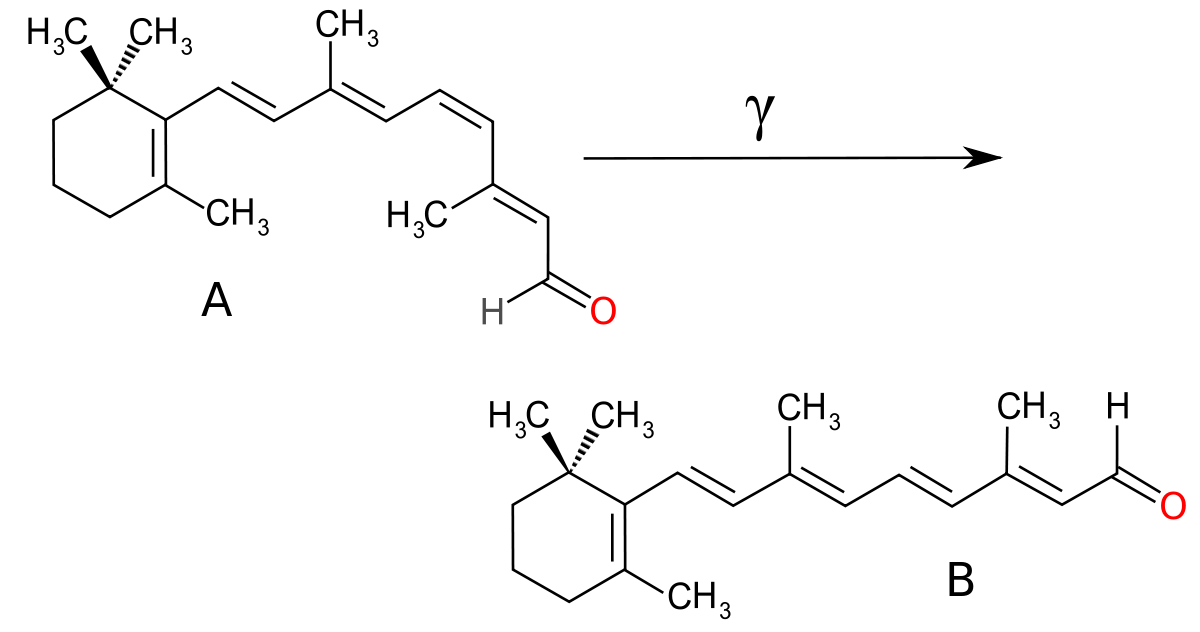 H₃C CH₃ CH₃
γ
H₃C
CH₃
A
H O
H₃C CH₃ CH₃ CH₃ H
O
B
CH₃